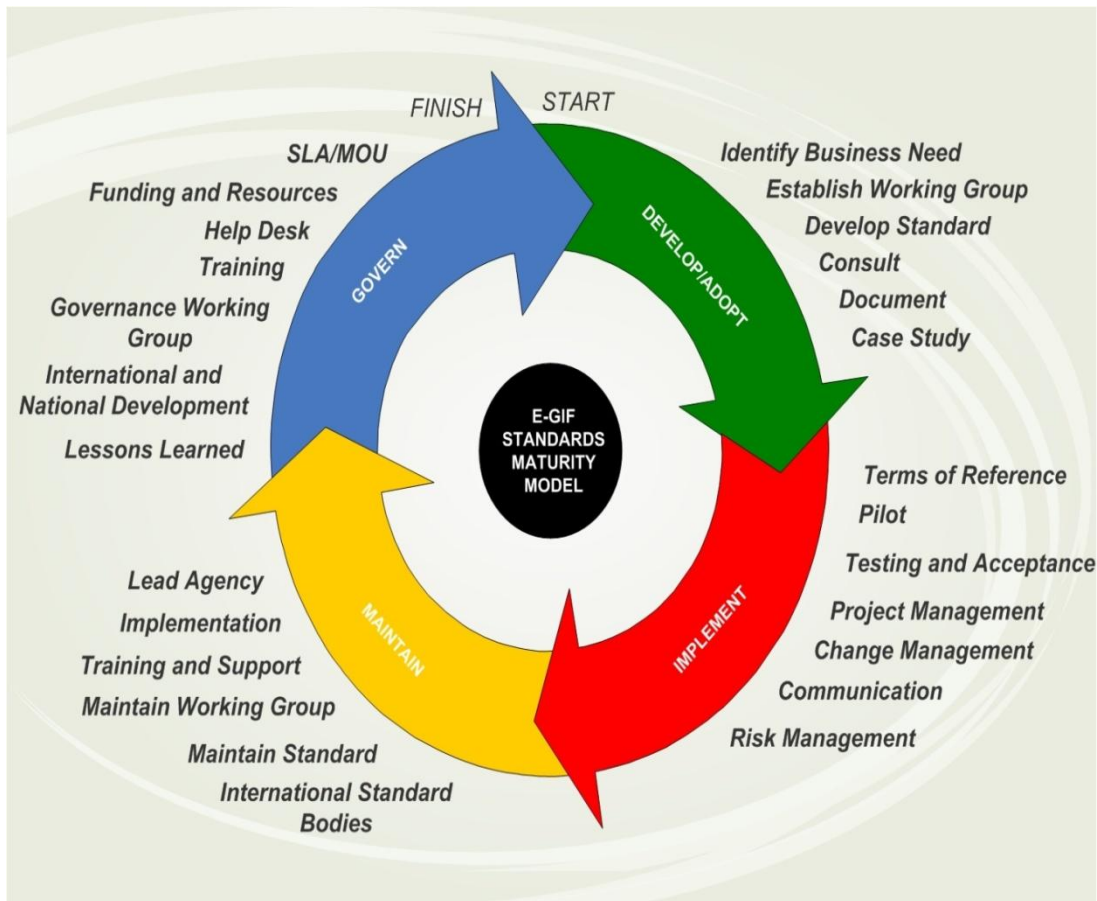 FINISH
START
SLA/MOU
Funding and Resources
Help Desk
Training
Governance Working
Group
International and
National Development
Lessons Learned
GOVERN
Identify Business Need
Establish Working Group
Develop Standard
Consult
Document
Case Study
DEVELOP/ADOPT
E-GIF
STANDARDS
MATURITY
MODEL
Terms of Reference
Pilot
Testing and Acceptance
Project Management
Change Management
Communication
Risk Management
IMPLEMENT
Lead Agency
Implementation
Training and Support
Maintain Working Group
Maintain Standard
International Standard
Bodies
MAINTAIN